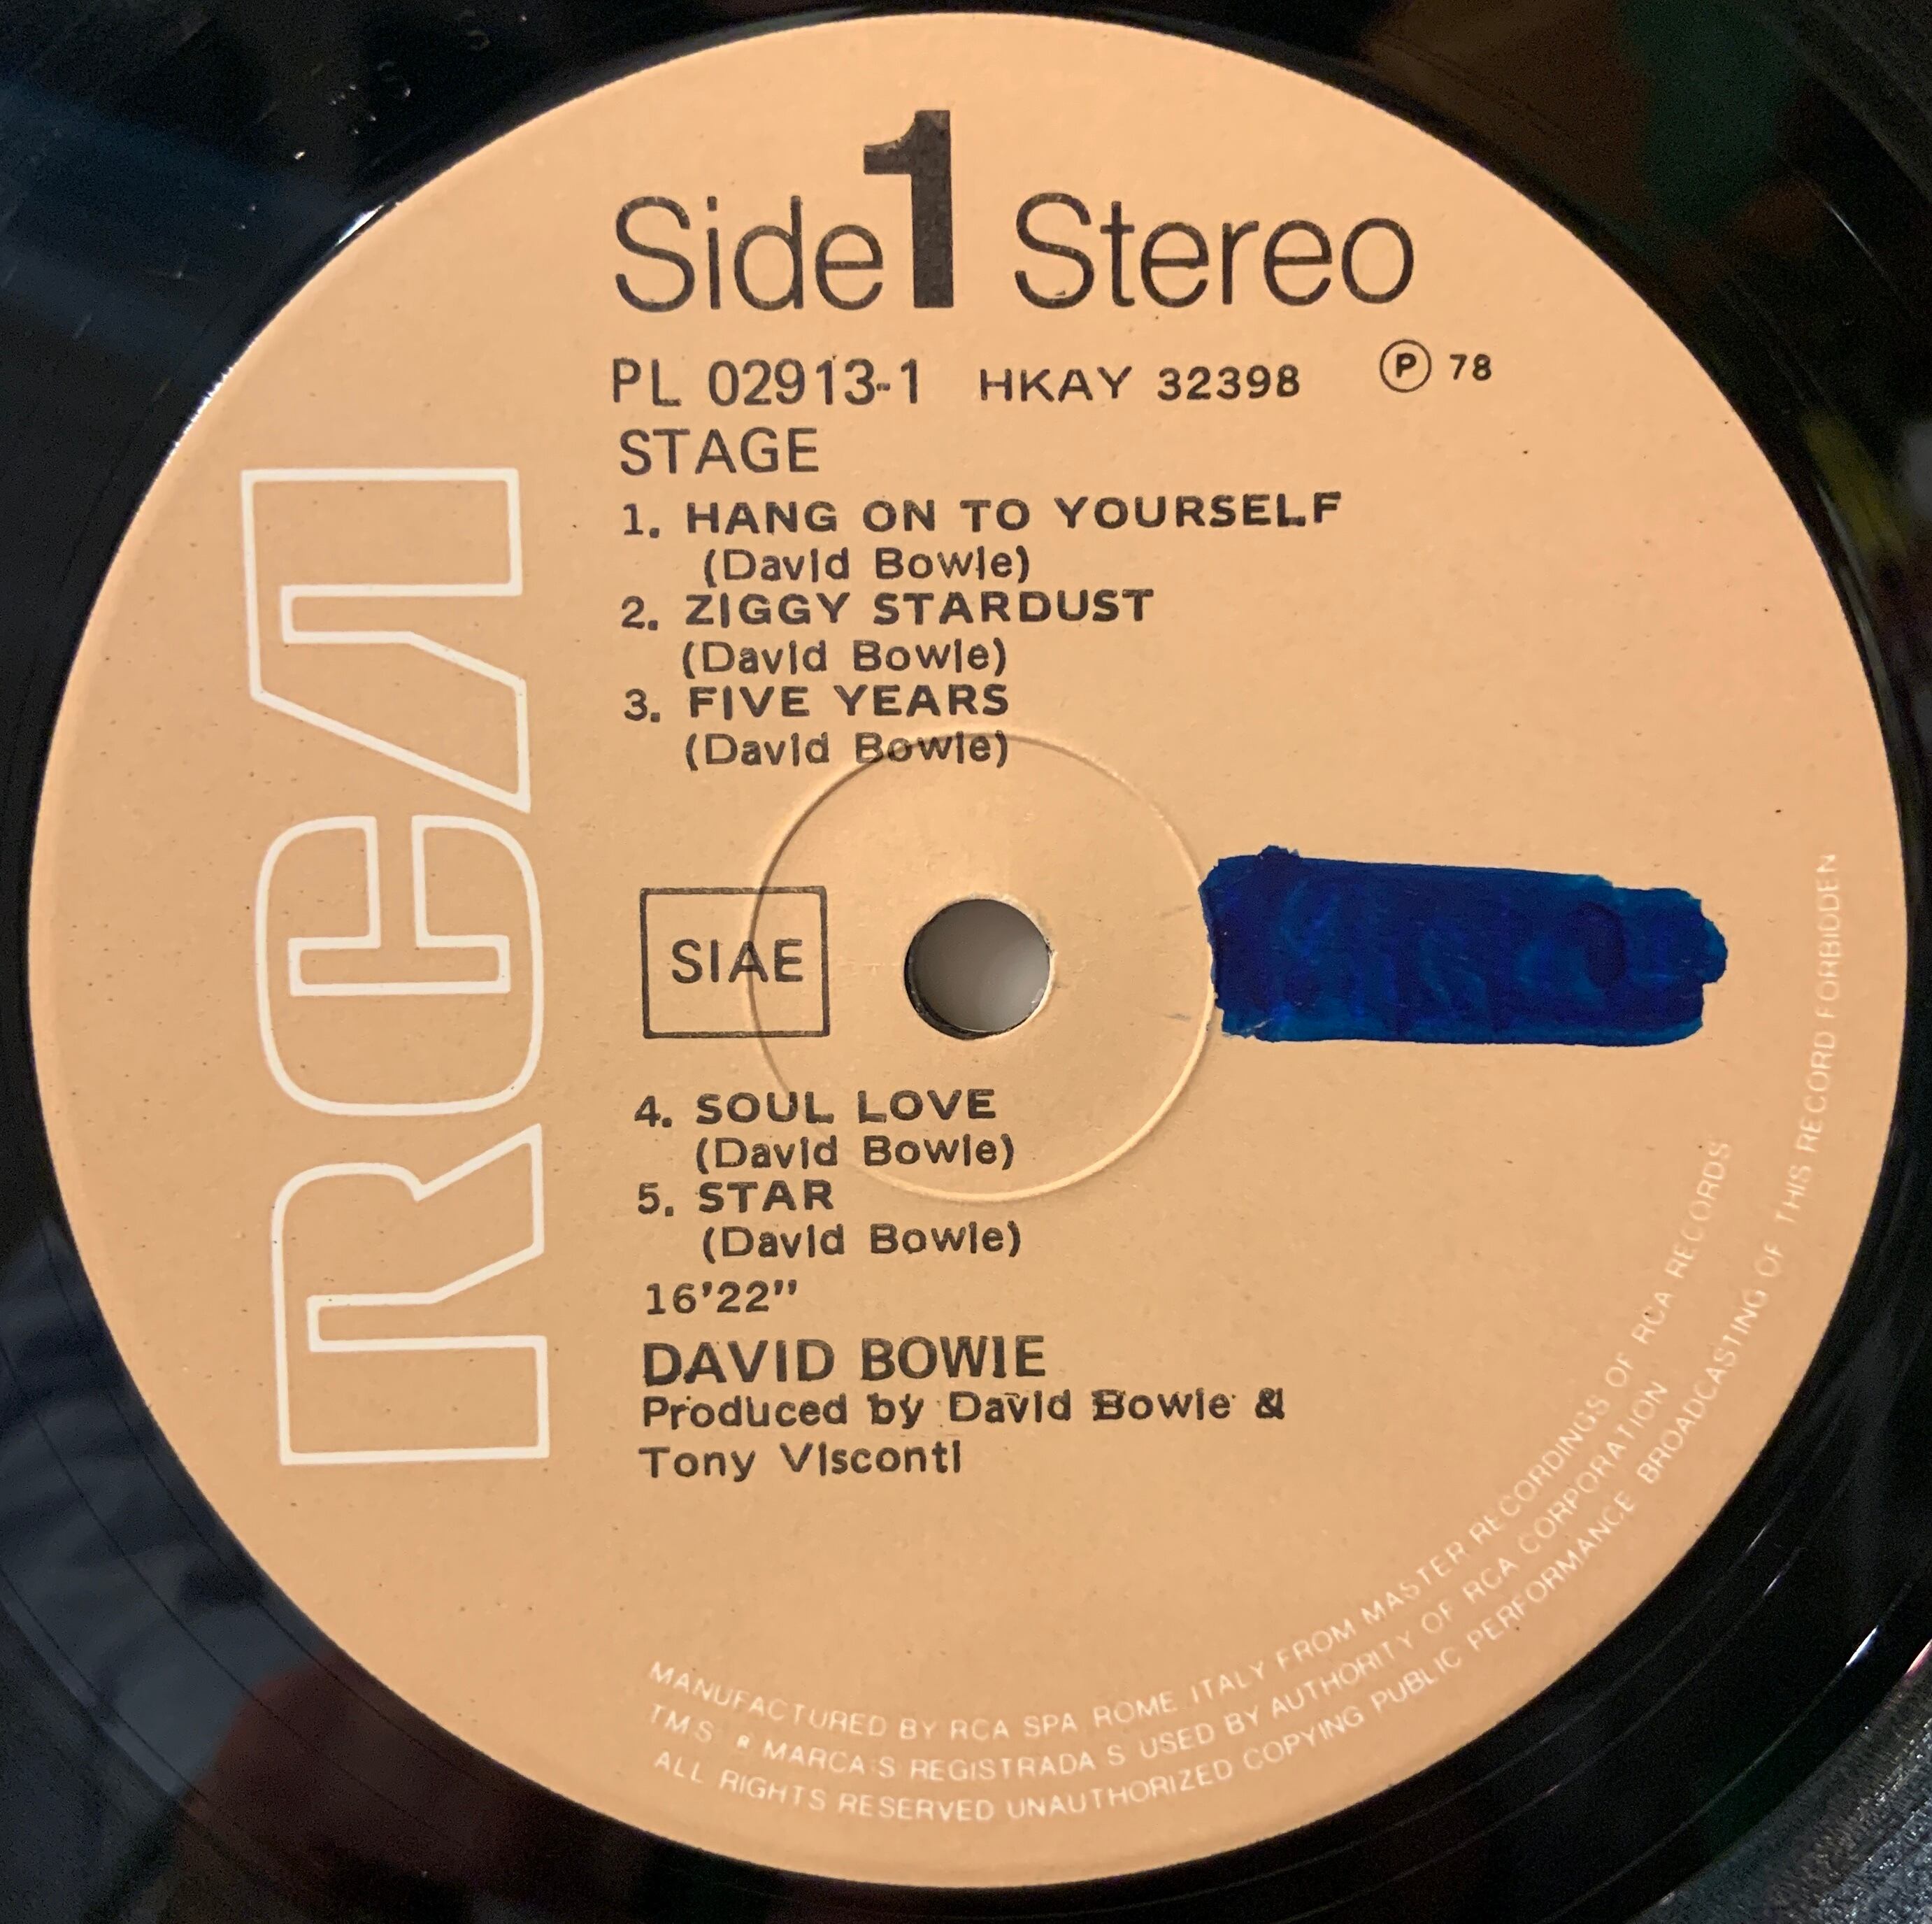 Side 1 Stereo
PL 02913-1 HKAY 32398 Ⓟ 78
STAGE
1. HANG ON TO YOURSELF
(David Bowie)
2. ZIGGY STARDUST
(David Bowie)
3. FIVE YEARS
(David Bowie)
SIAE
4. SOUL LOVE
(David Bowie)
5. STAR
(David Bowie)
16'22"
DAVID BOWIE
Produced by David Bowie &
Tony Visconti
RCA
MANUFACTURED BY RCA SPA ROME ITALY FROM MASTER RECORDINGS OF RCA RECORDS
TMS ® MARCA S REGISTRADA S USED BY AUTHORITY OF RCA CORPORATION
ALL RIGHTS RESERVED UNAUTHORIZED COPYING PUBLIC PERFORMANCE BROADCASTING OF THIS RECORD FORBIDDEN